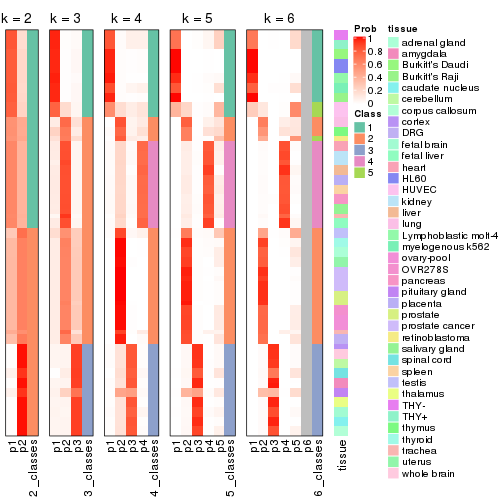 k = 2
k = 3
k = 4
k = 5
k = 6
Prob
1
0.8
0.6
0.4
0.2
0
Class
1
2
3
4
5
tissue
adrenal gland
amygdala
Bukitt's Daudi
Bukitt's Raji
caudate nucleus
cerebellum
corpus callosum
cortex
DRG
fetal brain
fetal liver
heart
HL60
HUVEC
kidney
liver
lung
Lymphoblastic molt-4
myelogenous k562
ovary-pool
OVR278S
pancreas
pituitary gland
placenta
prostate
prostate cancer
retinoblastoma
salivary gland
spinal cord
spleen
testis
thalamus
THY-
THY+
thymus
thyroid
trachea
uterus
whole brain
p1
p2
2_classes
p1
p2
p3
3_classes
p1
p2
p3
p4
4_classes
p1
p2
p3
p4
p5
5_classes
p1
p2
p3
p4
p5
p6
6_classes
tissue